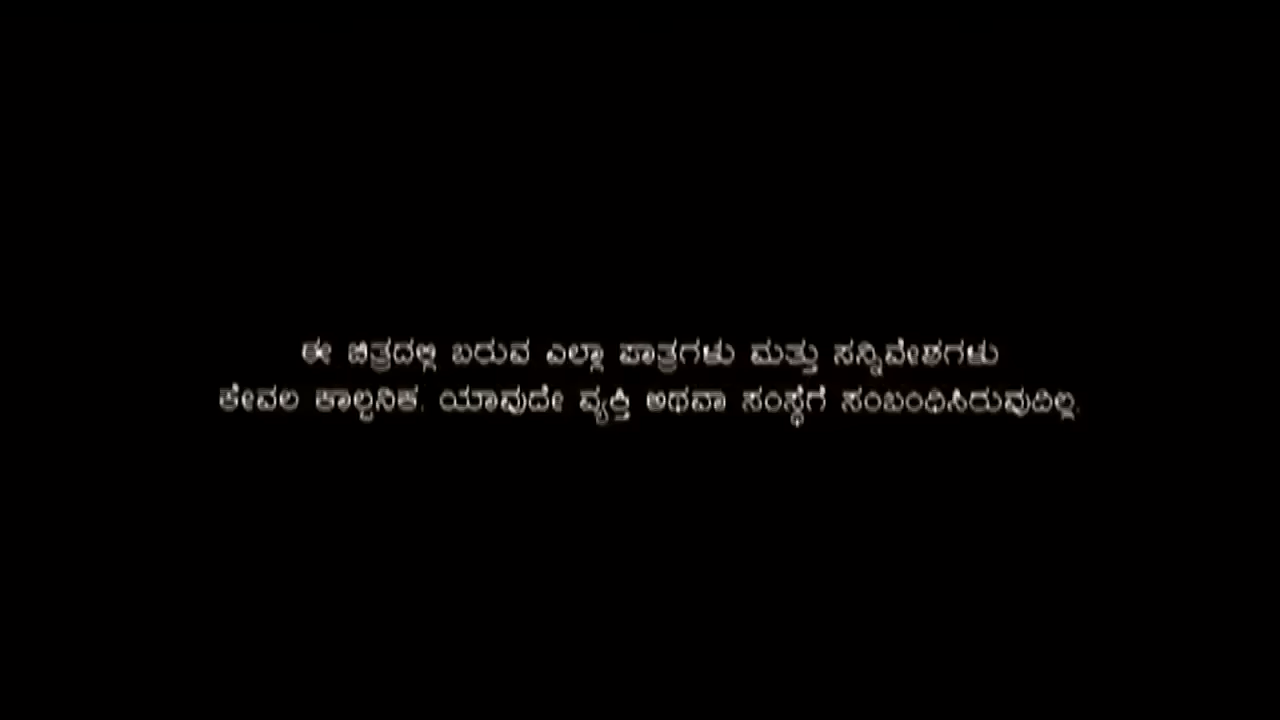 ಈ ಚಿತ್ರದಲ್ಲಿ ಬರುವ ಎಲ್ಲಾ ಪಾತ್ರಗಳು ಮತ್ತು ಸನ್ನಿವೇಶಗಳು
ಕೇವಲ ಕಾಲ್ಪನಿಕ. ಯಾವುದೇ ವ್ಯಕ್ತಿ ಅಥವಾ ಸಂಸ್ಥೆಗೆ ಸಂಬಂಧಿಸಿರುವುದಿಲ್ಲ.